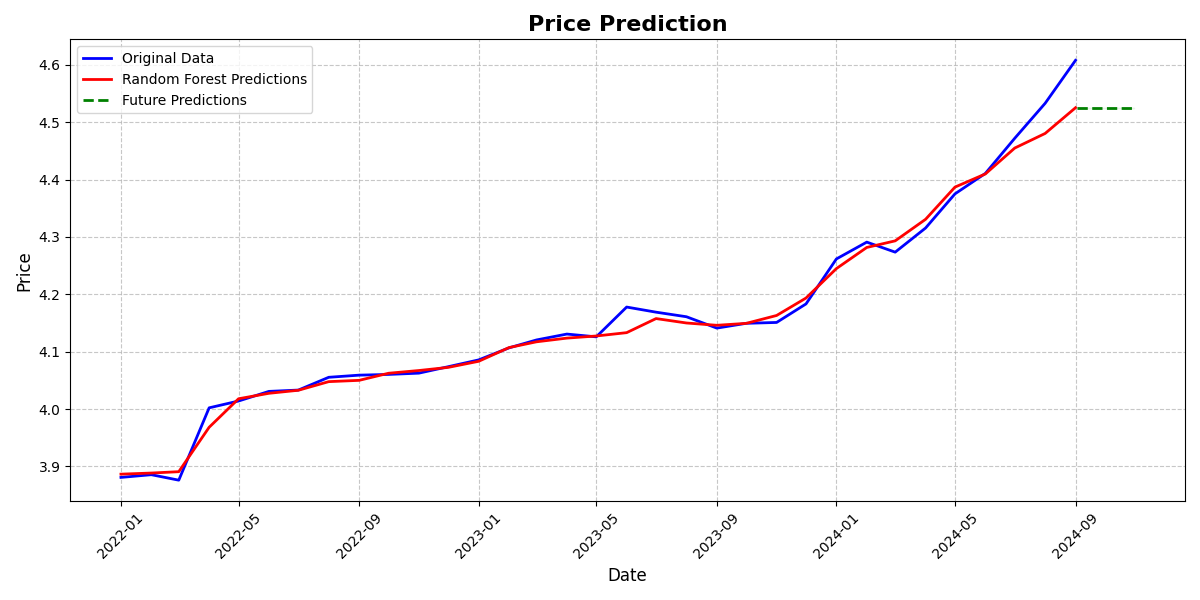 Price Prediction
Original Data
Random Forest Predictions
Future Predictions
4.6
4.5
4.4
4.3
4.2
4.1
4.0
3.9
Price
2022-01
2022-05
2022-09
2023-01
2023-05
2023-09
2024-01
2024-05
2024-09
Date